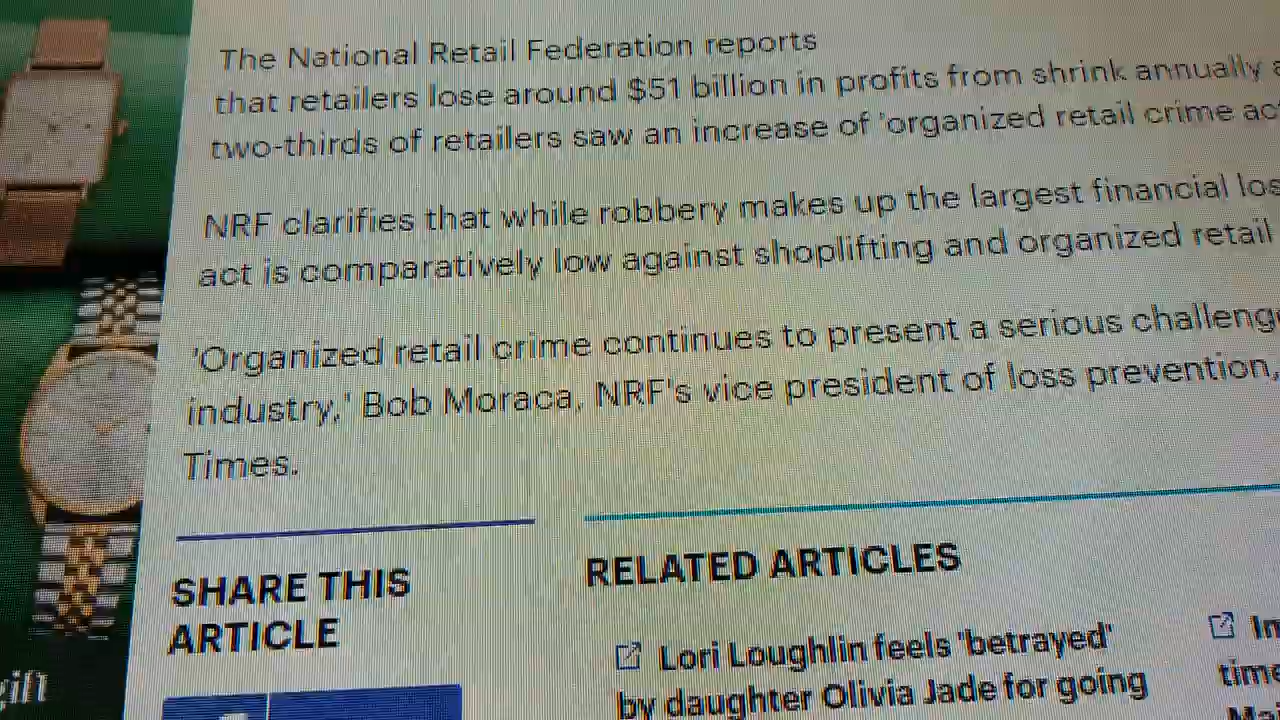 The National Retail Federation reports
that retailers lose around $51 billion in profits from shrink annually
two-thirds of retailers saw an increase of 'organized retail crime
NRF clarifies that while robbery makes up the largest financial
act is comparatively low against shoplifting and organized retail
'Organized retail crime continues to present a serious
industry,' Bob Moraca, NRF's vice president of loss prevention,
Times.
SHARE THIS
ARTICLE
RELATED ARTICLES
Lori Loughlin feels 'betrayed'
by daughter Olivia Jade for going
gift